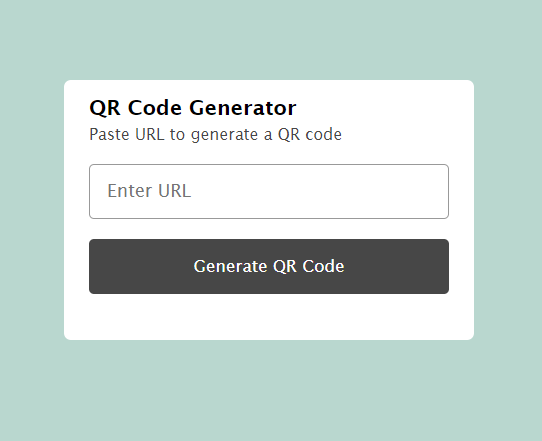 QR Code Generator
Paste URL to generate a QR code
Enter URL
Generate QR Code